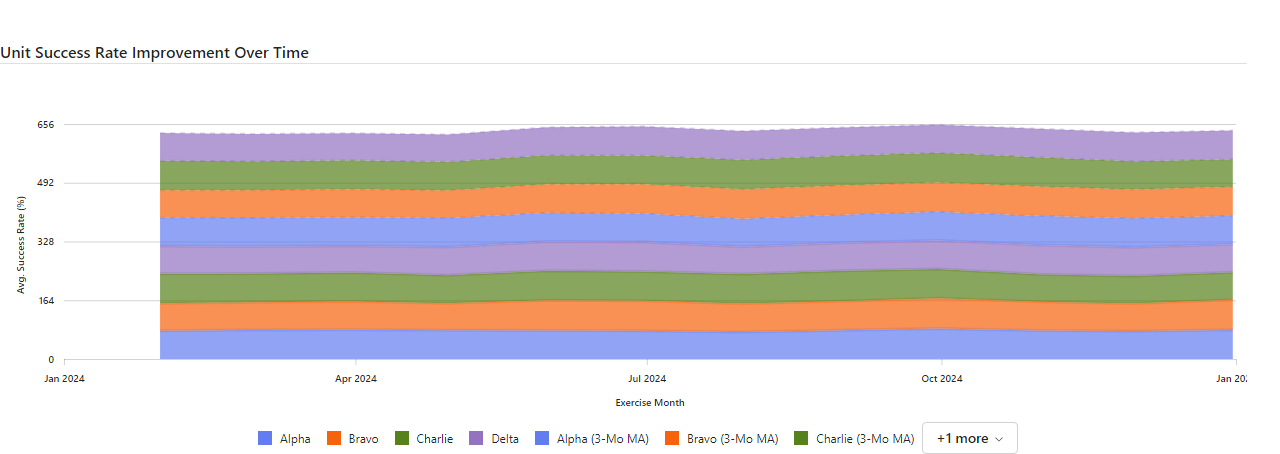 Unit Success Rate Improvement Over Time
656
492
328
164
0
Avg. Success Rate (%)
Jan 2024 Apr 2024 Jul 2024 Oct 2024 Jan 202
Exercise Month
Alpha Bravo Charlie Delta Alpha (3-Mo MA) Bravo (3-Mo MA) Charlie (3-Mo MA) +1 more